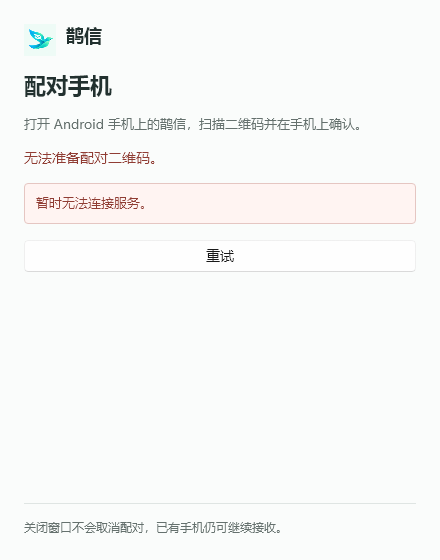 鹊信
配对手机
打开 Android 手机上的鹊信，扫描二维码并在手机上确认。
无法准备配对二维码。
暂时无法连接服务。
重试
关闭窗口不会取消配对，已有手机仍可继续接收。